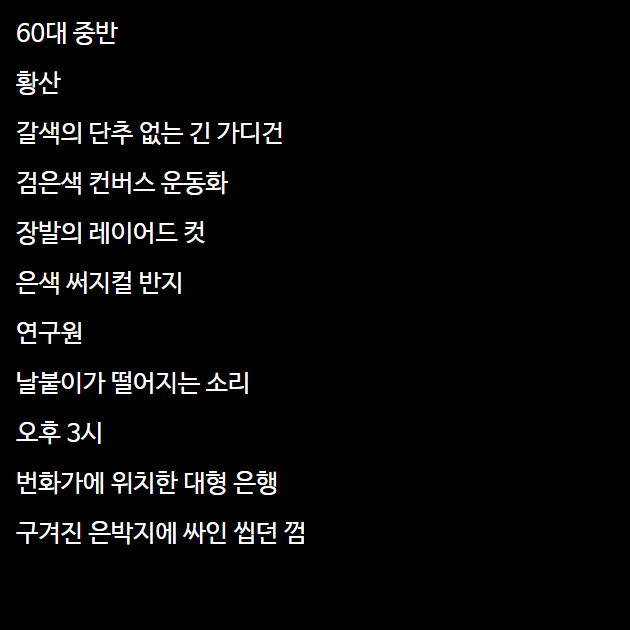 60대 중반
황산
갈색의 단추 없는 긴 가디건
검은색 컨버스 운동화
장발의 레이어드 컷
은색 써지컬 반지
연구원
날붙이가 떨어지는 소리
오후 3시
번화가에 위치한 대형 은행
구겨진 은박지에 싸인 씹던 껌